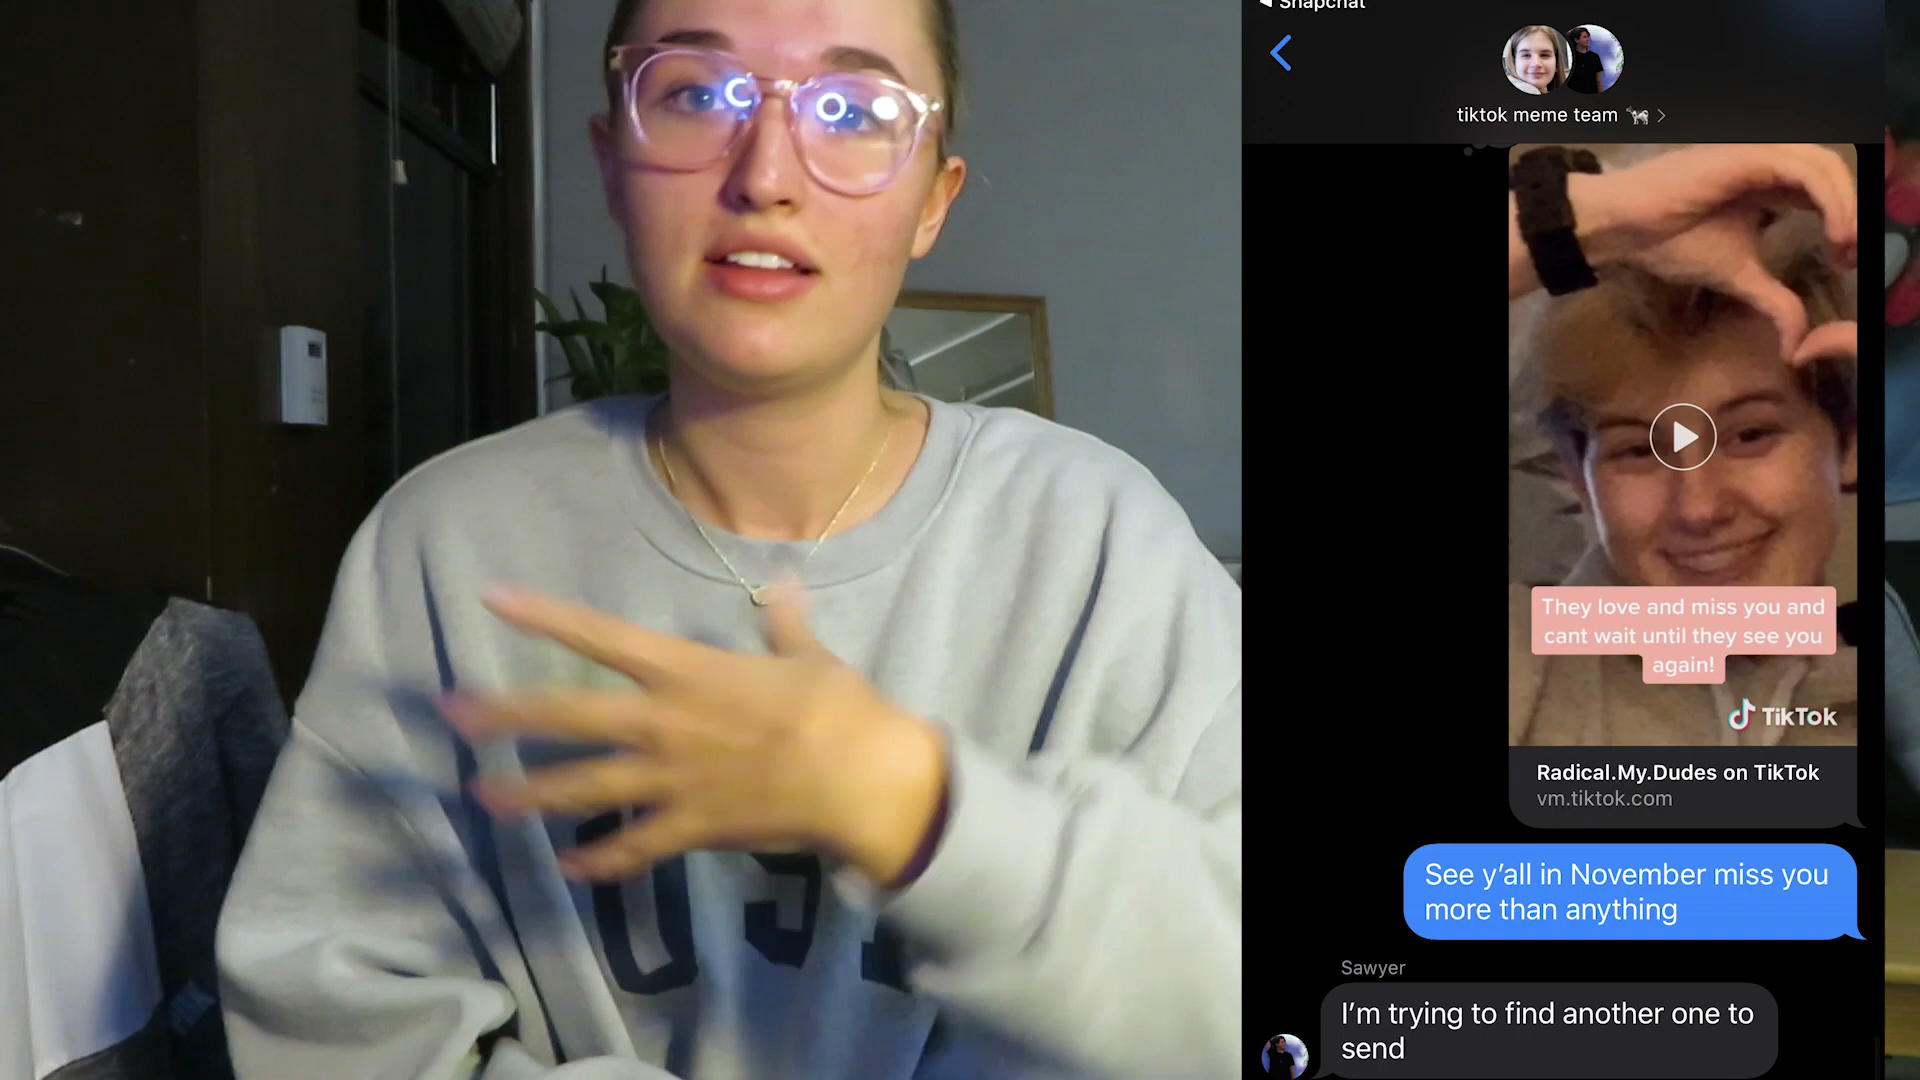 Snapchat
tiktok meme team 🐄 >
They love and miss you and
cant wait until they see you
again!
TikTok
Radical.My.Dudes on TikTok
vm.tiktok.com
See y’all in November miss you
more than anything
Sawyer
I’m trying to find another one to
send